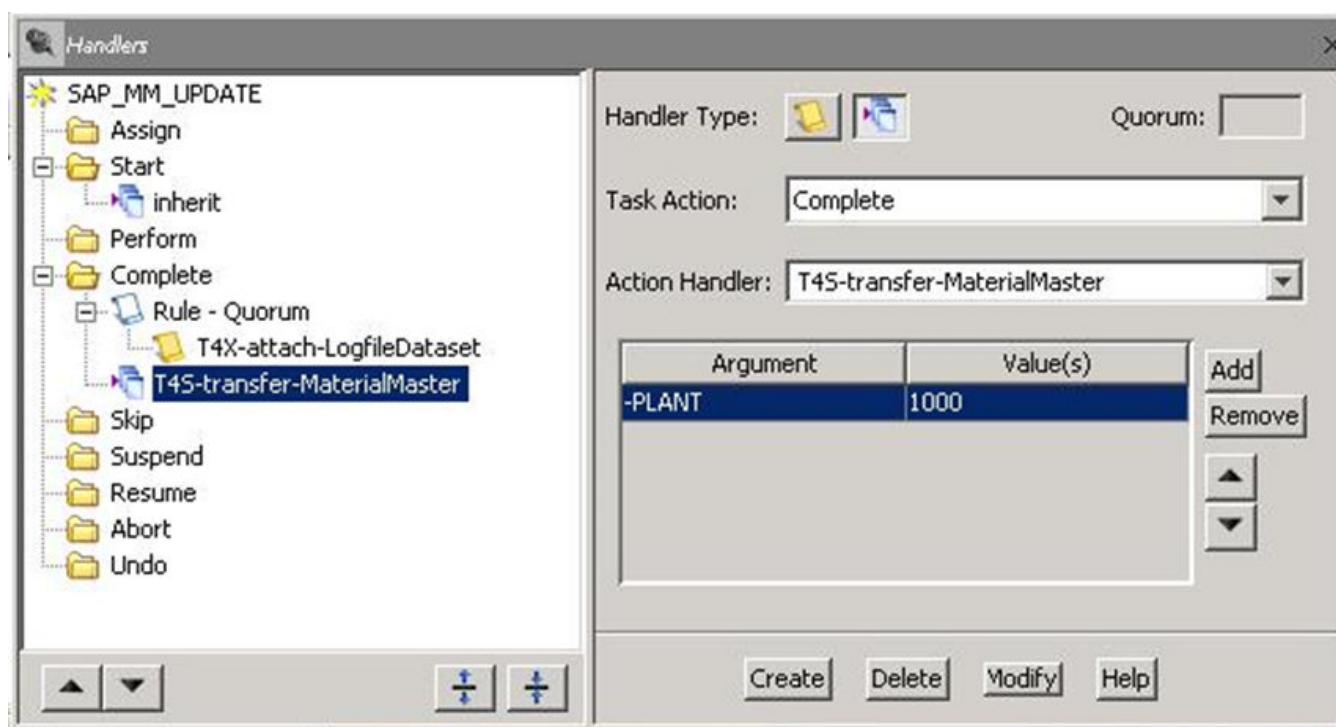 Handlers
SAP_MM_UPDATE
Assign
Start
inherit
Perform
Complete
Rule - Quorum
T4X-attach-LogfileDataset
T4S-transfer-MaterialMaster
Skip
Suspend
Resume
Abort
Undo
Handler Type:
Quorum:
Task Action:
Complete
Action Handler:
T4S-transfer-MaterialMaster
Argument
Value(s)
-PLANT
1000
Add
Remove
Create
Delete
Modify
Help